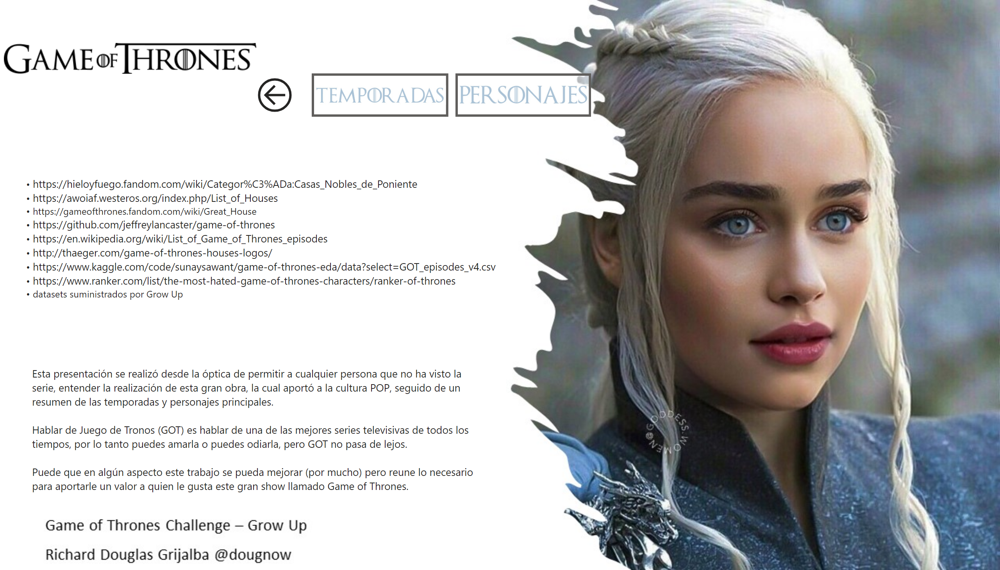 GAME OF THRONES
TEMPORADAS
PERSONAJES
• https://hieloyfuego.fandom.com/wiki/Categor%C3%ADa:Casas_Nobles_de_Poniente
• https://awoiaf.westeros.org/index.php/List_of_Houses
• https://gameofthrones.fandom.com/wiki/Great_House
• https://github.com/jeffreylancaster/game-of-thrones
• https://en.wikipedia.org/wiki/List_of_Game_of_Thrones_episodes
• http://thaeger.com/game-of-thrones-houses-logos/
• https://www.kaggle.com/code/sunaysawant/game-of-thrones-eda/data?select=GOT_episodes_v4.csv
• https://www.ranker.com/list/the-most-hated-game-of-thrones-characters/ranker-of-thrones
• datasets suministrados por Grow Up
Esta presentación se realizó desde la óptica de permitir a cualquier persona que no ha visto la
serie, entender la realización de esta gran obra, la cual aportó a la cultura POP, seguido de un
resumen de las temporadas y personajes principales.
Hablar de Juego de Tronos (GOT) es hablar de una de las mejores series televisivas de todos los
tiempos, por lo tanto puedes amarla o puedes odiarla, pero GOT no pasa de lejos.
Puede que en algún aspecto este trabajo se pueda mejorar (por mucho) pero reune lo necesario
para aportarle un valor a quien le gusta este gran show llamado Game of Thrones.
Game of Thrones Challenge – Grow Up
Richard Douglas Grijalba @dougnow
@GODDESS.WOMEN